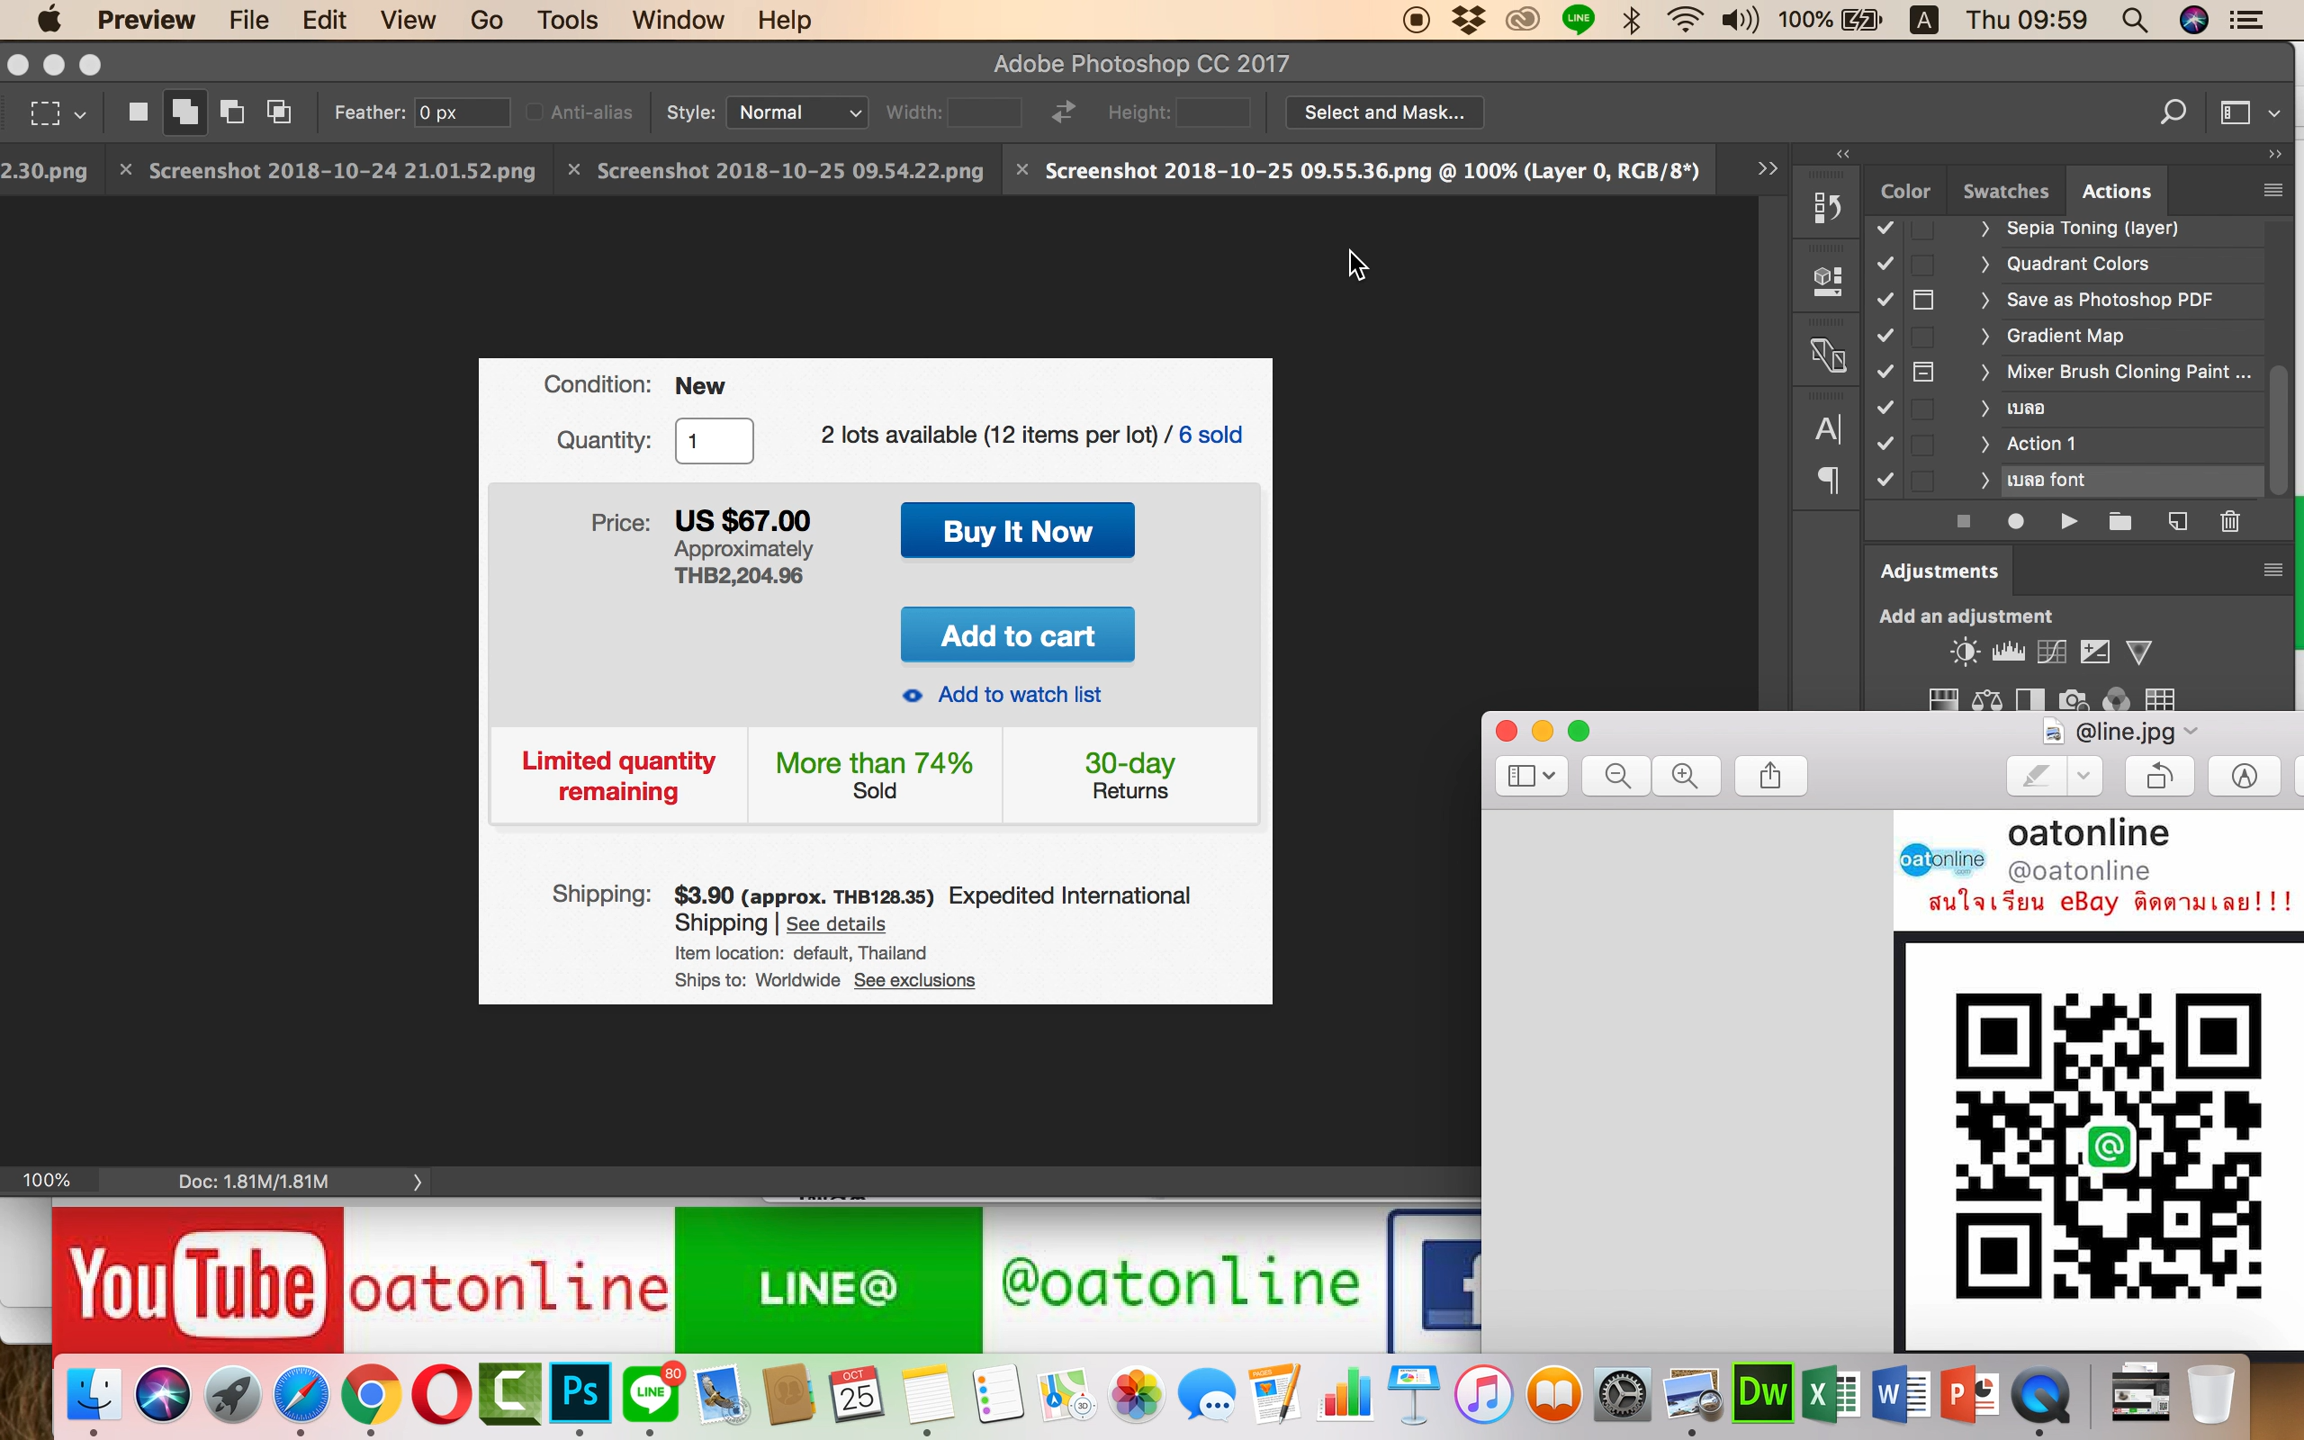 Preview File Edit View Go Tools Window Help
LINE 100% A Thu 09:59
Adobe Photoshop CC 2017
Feather: 0 px Anti-alias Style: Normal Width: Height: Select and Mask...
2.30.png × Screenshot 2018-10-24 21.01.52.png × Screenshot 2018-10-25 09.54.22.png × Screenshot 2018-10-25 09.55.36.png @ 100% (Layer 0, RGB/8*)
Color Swatches Actions
Sepia Toning (layer)
Quadrant Colors
Save as Photoshop PDF
Gradient Map
Mixer Brush Cloning Paint ...
เบลอ
Action 1
เบลอ font
Adjustments
Add an adjustment
Condition: New
Quantity: 1 2 lots available (12 items per lot) / 6 sold
Price: US $67.00
Approximately
THB2,204.96
Buy It Now
Add to cart
Add to watch list
Limited quantity
remaining
More than 74%
Sold
30-day
Returns
Shipping: $3.90 (approx. THB128.35) Expedited International
Shipping | See details
Item location: default, Thailand
Ships to: Worldwide See exclusions
@line.jpg
oatonline
oatonline
@oatonline
สนใจเรียน eBay ติดตามเลย!!!
@
100% Doc: 1.81M/1.81M
YouTube oatonline LINE@ @oatonline f
Ps LINE 80 OCT 25 3D PAGES Dw X W P